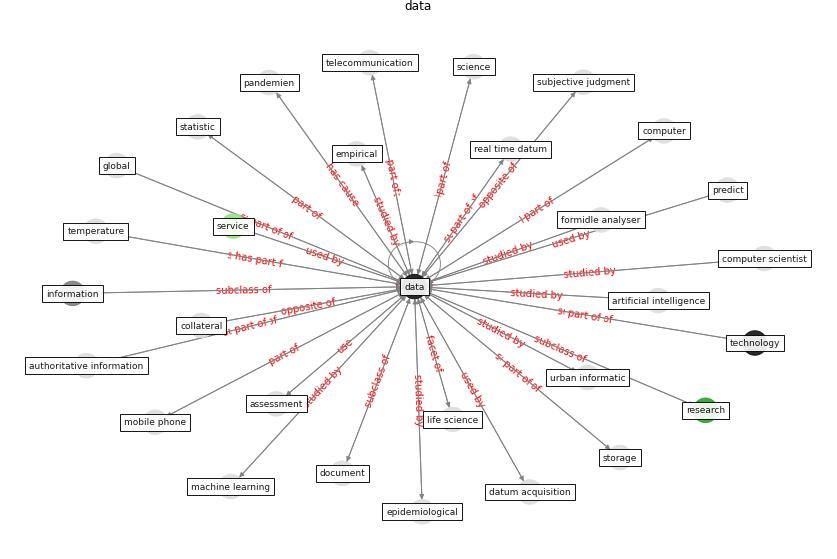 data
telecommunication
science
pandemien
subjective judgment
statistic
computer
empirical
real time datum
global
has cause
part of
part of
opposite of
predict
part of
studied by
part of
part of
formidle analyser
service
part of
used by
used by
temperature
has part
studied by
computer scientist
studied by
information
subclass of
data
studied by
artificial intelligence
collateral
opposite of
part of
part of
technology
authoritative information
part of
use
studied by
subclass of
urban informatic
assessment
studied by
subclass of
facet of
part of
used by
research
mobile phone
studied by
life science
storage
machine learning
document
datum acquisition
epidemiological